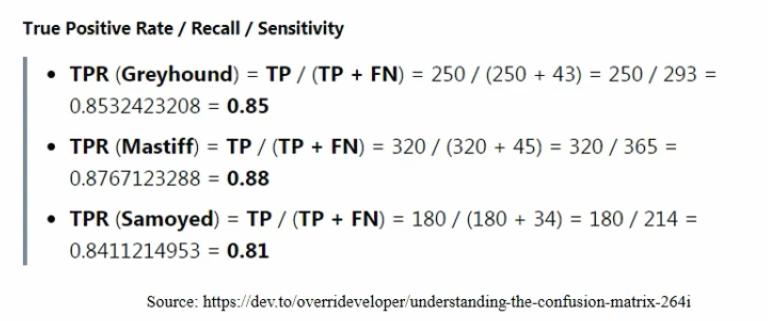 True Positive Rate / Recall / Sensitivity
• TPR (Greyhound) = TP / (TP + FN) = 250 / (250 + 43) = 250 / 293 =
0.8532423208 = 0.85
• TPR (Mastiff) = TP / (TP + FN) = 320 / (320 + 45) = 320 / 365 =
0.8767123288 = 0.88
• TPR (Samoyed) = TP / (TP + FN) = 180 / (180 + 34) = 180 / 214 =
0.8411214953 = 0.81
Source: https://dev.to/overrideveloper/understanding-the-confusion-matrix-264i